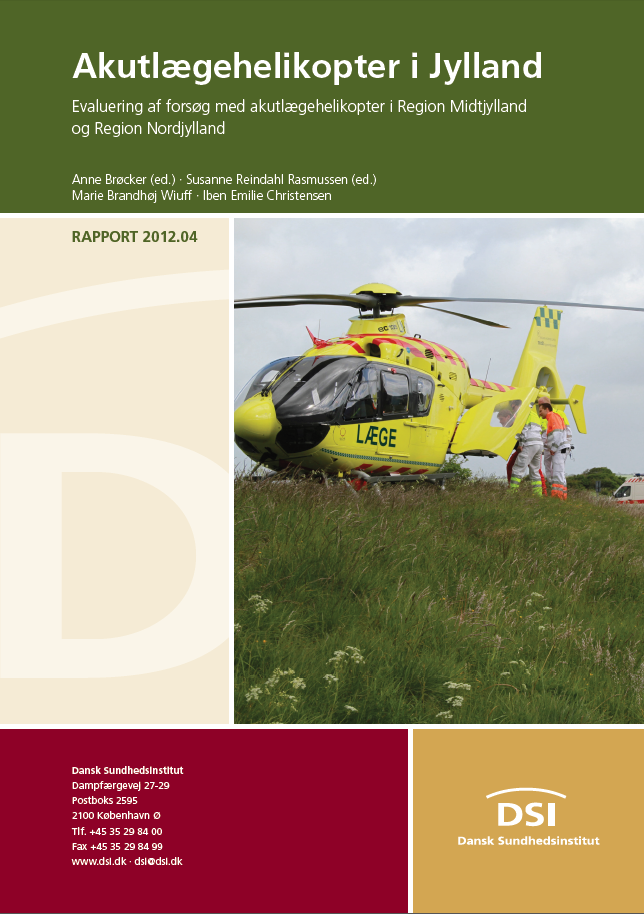 Akutlægehelikopter i Jylland
Evaluering af forsøg med akutlægehelikopter i Region Midtjylland
og Region Nordjylland
Anne Brøcker (ed.) · Susanne Reindahl Rasmussen (ed.)
Marie Brandhøj Wiuff · Iben Emilie Christensen
RAPPORT 2012.04
LÆGE
Dansk Sundhedsinstitut
Dampfærgevej 27-29
Postboks 2595
2100 København Ø
Tlf. +45 35 29 84 00
Fax +45 35 29 84 99
www.dsi.dk · dsi@dsi.dk
DSI
Dansk Sundhedsinstitut